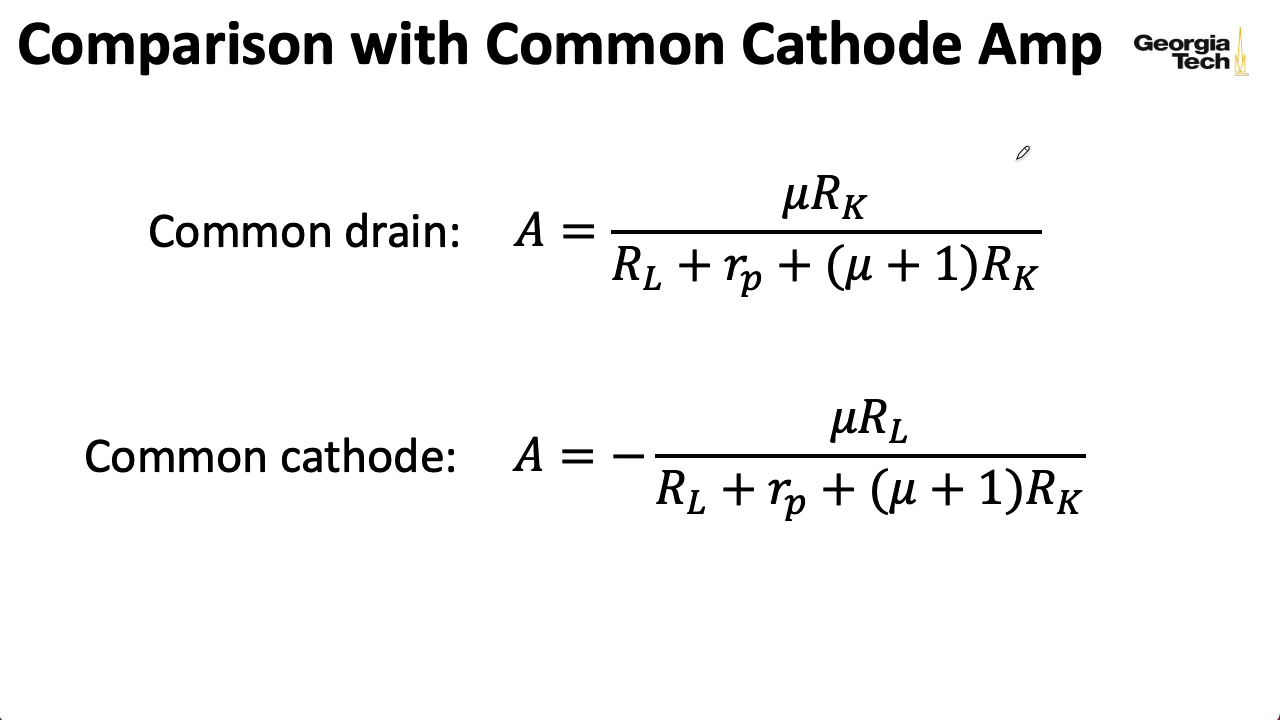 Comparison with Common Cathode Amp
Georgia
Tech
Common drain: A = μR_K / (R_L + r_p + (μ + 1)R_K)
Common cathode: A = − μR_L / (R_L + r_p + (μ + 1)R_K)